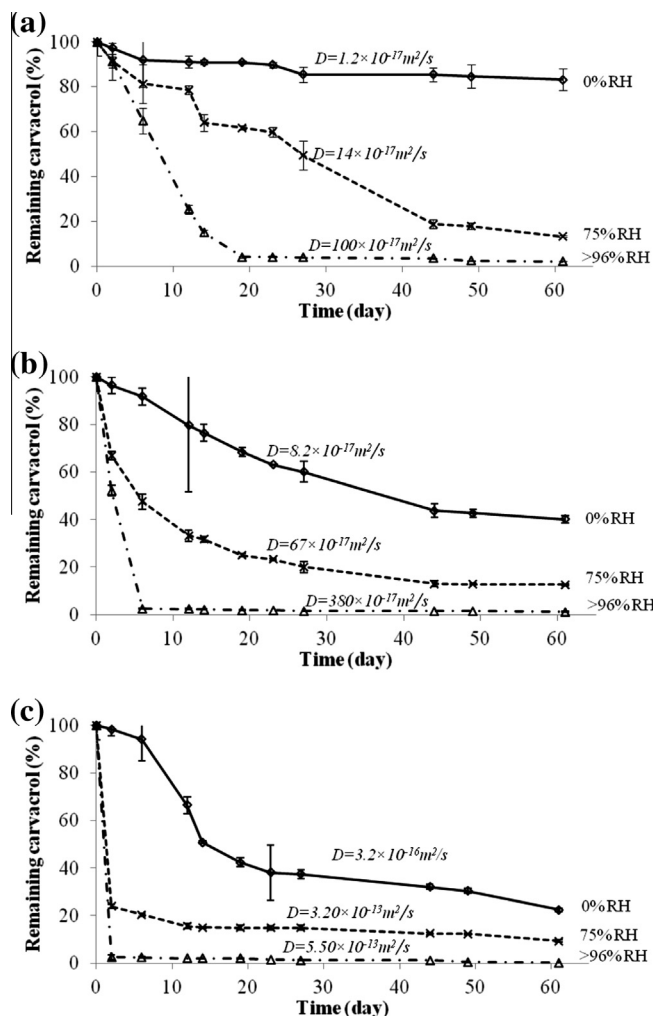 (a)
Remaining carvacrol (%)
100
80
60
40
20
0
D=1.2×10⁻¹⁷m²/s
0%RH
D=14×10⁻¹⁷m²/s
D=100×10⁻¹⁷m²/s
75%RH
>96%RH
0 10 20 30 40 50 60
Time (day)
(b)
Remaining carvacrol (%)
100
80
60
40
20
0
D=8.2×10⁻¹⁷m²/s
0%RH
D=67×10⁻¹⁷m²/s
75%RH
D=380×10⁻¹⁷m²/s
>96%RH
0 10 20 30 40 50 60
Time (day)
(c)
Remaining carvacrol (%)
100
80
60
40
20
0
D=3.2×10⁻¹⁶m²/s
0%RH
D=3.20×10⁻¹³m²/s
75%RH
D=5.50×10⁻¹³m²/s
>96%RH
0 10 20 30 40 50 60
Time (day)